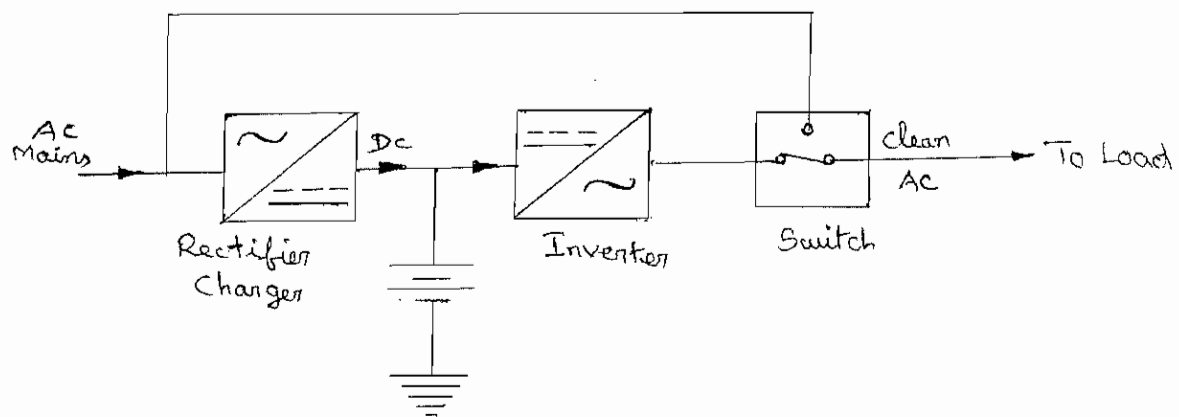 AC
Mains
DC
Clean
AC
To Load
Rectifier
Charger
Inverter
Switch